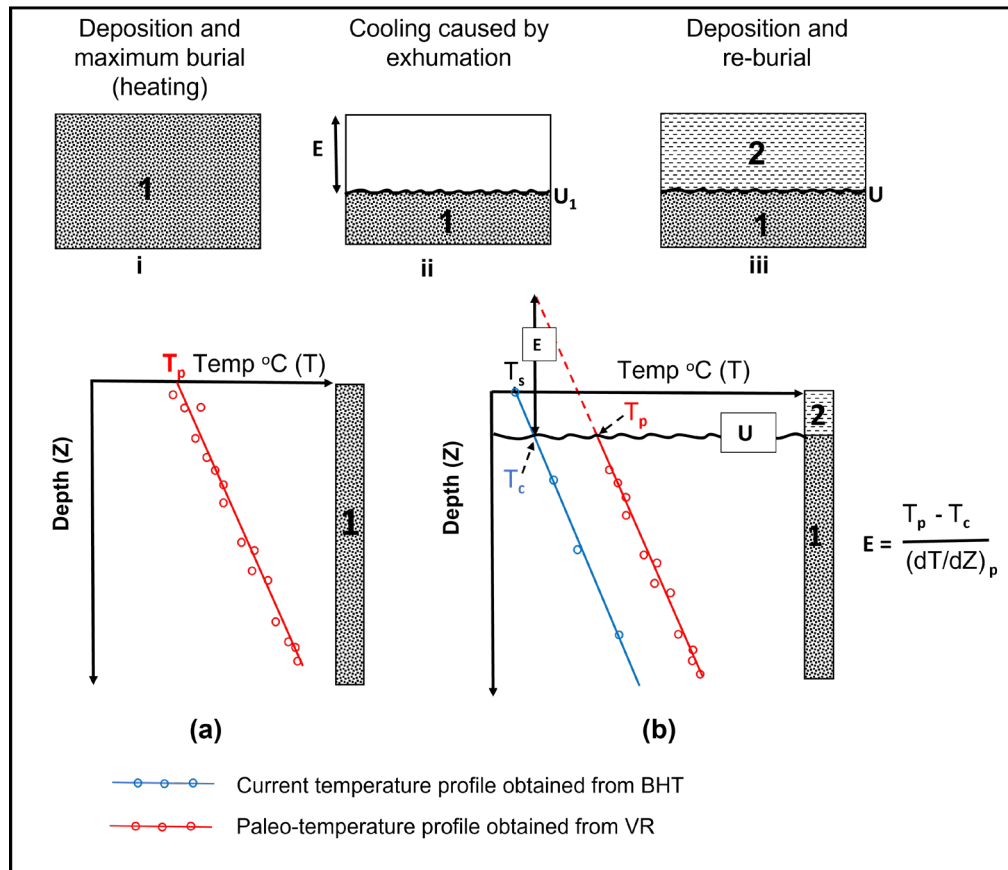 Deposition and
maximum burial
(heating)
Cooling caused by
exhumation
Deposition and
re-burial
1
i
E
U₁
1
ii
2
U
1
iii
Tₚ Temp ᵒC (T)
Depth (Z)
1
(a)
E
Tₛ Temp ᵒC (T)
Tₚ
U
T꜀
Depth (Z)
2
1
(b)
E = Tₚ - T꜀ / (dT/dZ)ₚ
Current temperature profile obtained from BHT
Paleo-temperature profile obtained from VR